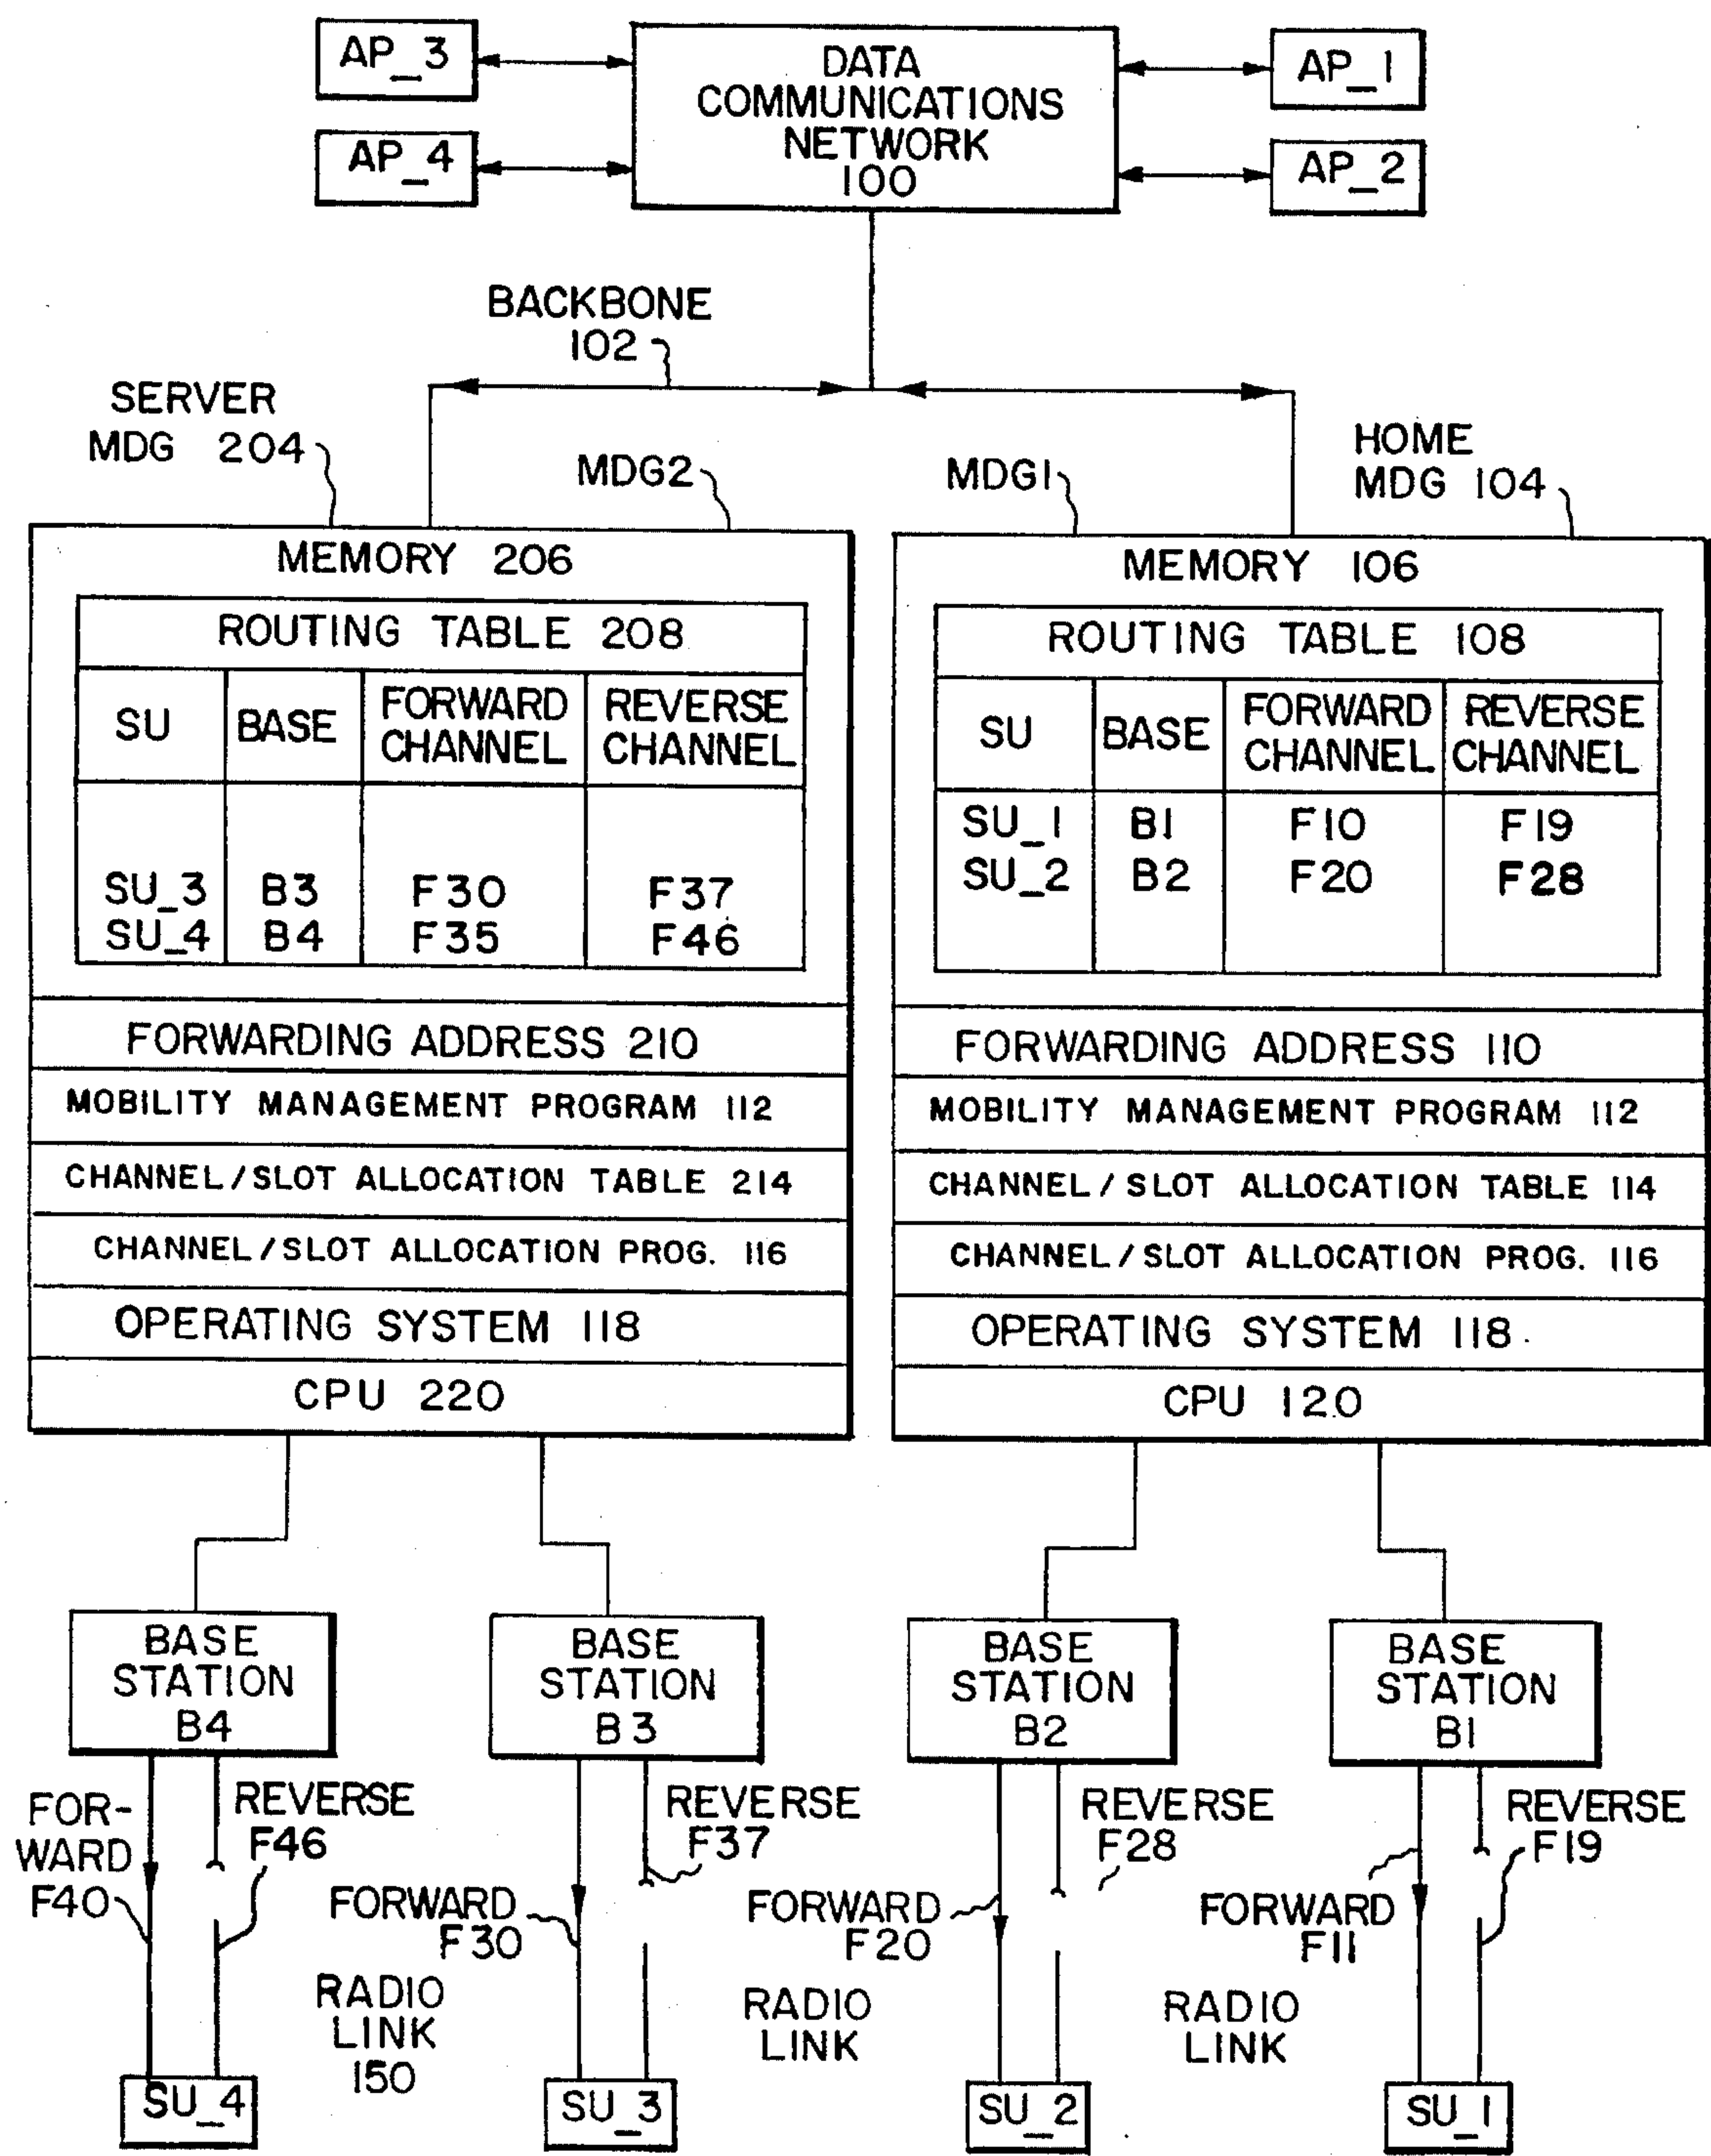 AP_3
AP_4
DATA
COMMUNICATIONS
NETWORK
100
AP_1
AP_2
BACKBONE
102
SERVER
MDG 204
MDG2
MDG1
HOME
MDG 104
MEMORY 206
ROUTING TABLE 208
SU BASE FORWARD CHANNEL REVERSE CHANNEL
SU_3 B3 F30 F37
SU_4 B4 F35 F46
FORWARDING ADDRESS 210
MOBILITY MANAGEMENT PROGRAM 112
CHANNEL/SLOT ALLOCATION TABLE 214
CHANNEL/SLOT ALLOCATION PROG. 116
OPERATING SYSTEM 118
CPU 220
MEMORY 106
ROUTING TABLE 108
SU BASE FORWARD CHANNEL REVERSE CHANNEL
SU_1 B1 F10 F19
SU_2 B2 F20 F28
FORWARDING ADDRESS 110
MOBILITY MANAGEMENT PROGRAM 112
CHANNEL/SLOT ALLOCATION TABLE 114
CHANNEL/SLOT ALLOCATION PROG. 116
OPERATING SYSTEM 118
CPU 120
BASE
STATION
B4
BASE
STATION
B3
BASE
STATION
B2
BASE
STATION
B1
FOR-
WARD
F40
REVERSE
F46
FORWARD
F30
REVERSE
F37
FORWARD
F20
REVERSE
F28
FORWARD
F11
REVERSE
F19
RADIO
LINK
150
RADIO
LINK
RADIO
LINK
SU_4
SU_3
SU_2
SU_1